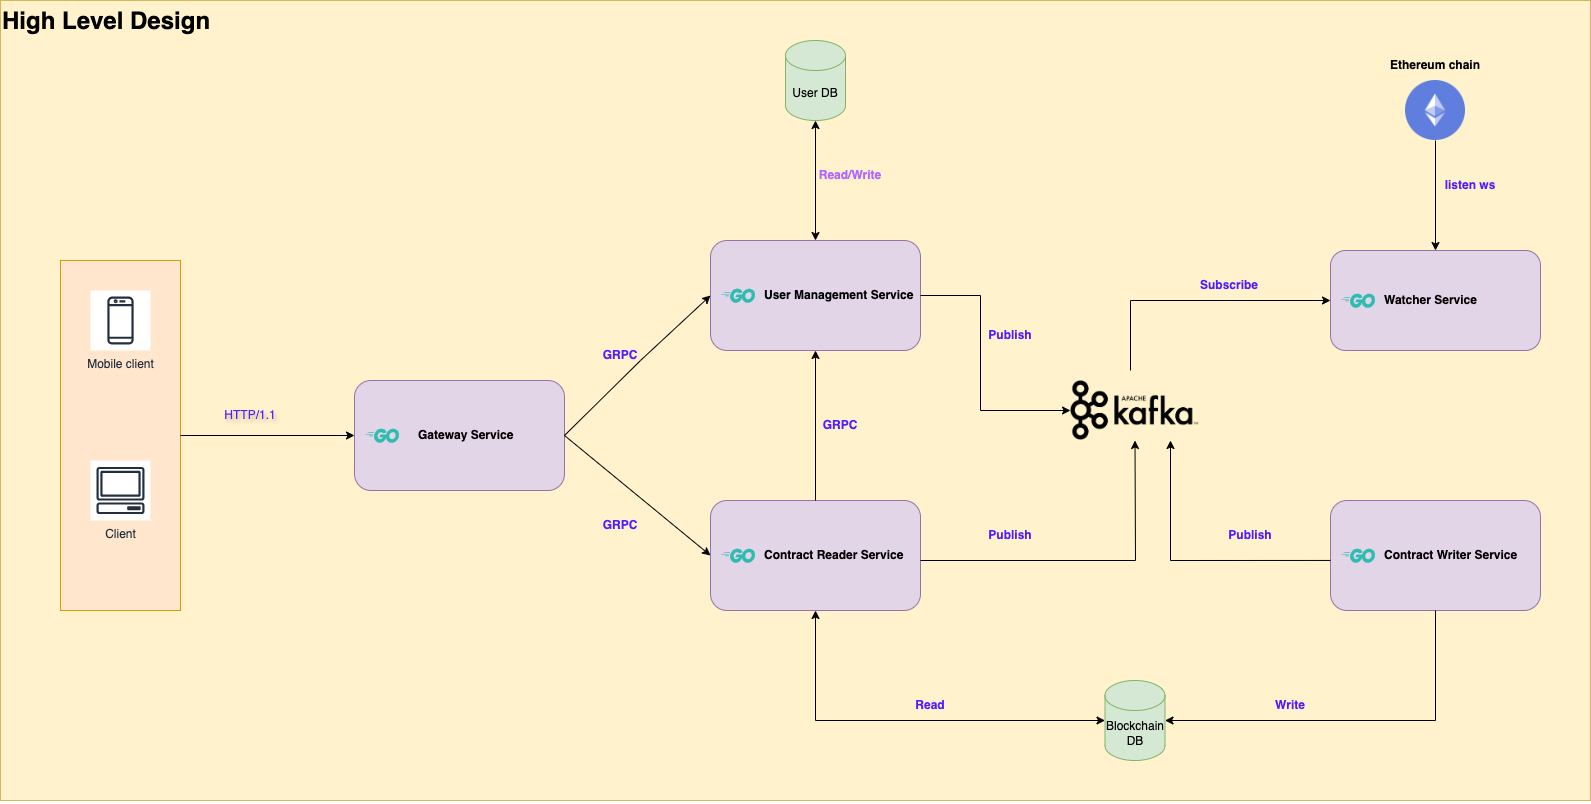 High Level Design
User DB
Ethereum chain
Read/Write
listen ws
GO
User Management Service
Subscribe
GO
Watcher Service
Mobile client
GRPC
Publish
HTTP/1.1
GO
Gateway Service
GRPC
APACHE
kafka
TM
Client
GRPC
GO
Contract Reader Service
Publish
Publish
GO
Contract Writer Service
Read
Blockchain
DB
Write